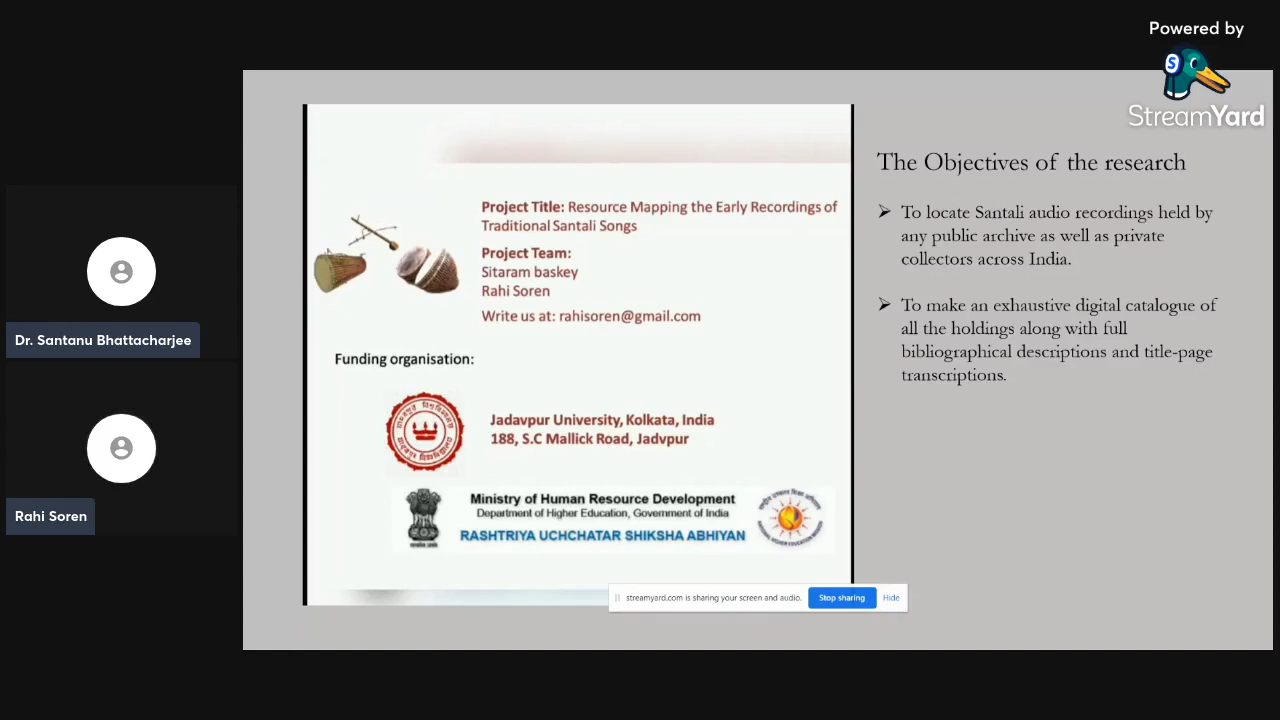 Powered by
StreamYard
Dr. Santanu Bhattacharjee
Rahi Soren
Project Title: Resource Mapping the Early Recordings of
Traditional Santali Songs
Project Team:
Sitaram baskey
Rahi Soren
Write us at: rahisoren@gmail.com
Funding organisation:
Jadavpur University, Kolkata, India
188, S.C Mallick Road, Jadvpur
Ministry of Human Resource Development
Department of Higher Education, Government of India
RASHTRIYA UCHCHATAR SHIKSHA ABHIYAN
The Objectives of the research
➢ To locate Santali audio recordings held by
any public archive as well as private
collectors across India.
➢ To make an exhaustive digital catalogue of
all the holdings along with full
bibliographical descriptions and title-page
transcriptions.
streamyard.com is sharing your screen and audio.
Stop sharing
Hide